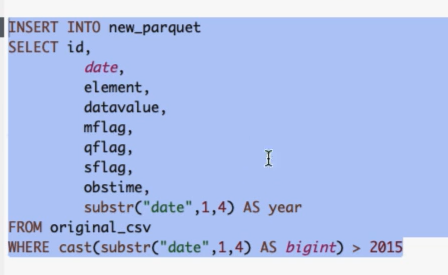 INSERT INTO new_parquet
SELECT id,
date,
element,
datavalue,
mflag,
qflag,
sflag,
obstime,
substr("date",1,4) AS year
FROM original_csv
WHERE cast(substr("date",1,4) AS bigint) > 2015